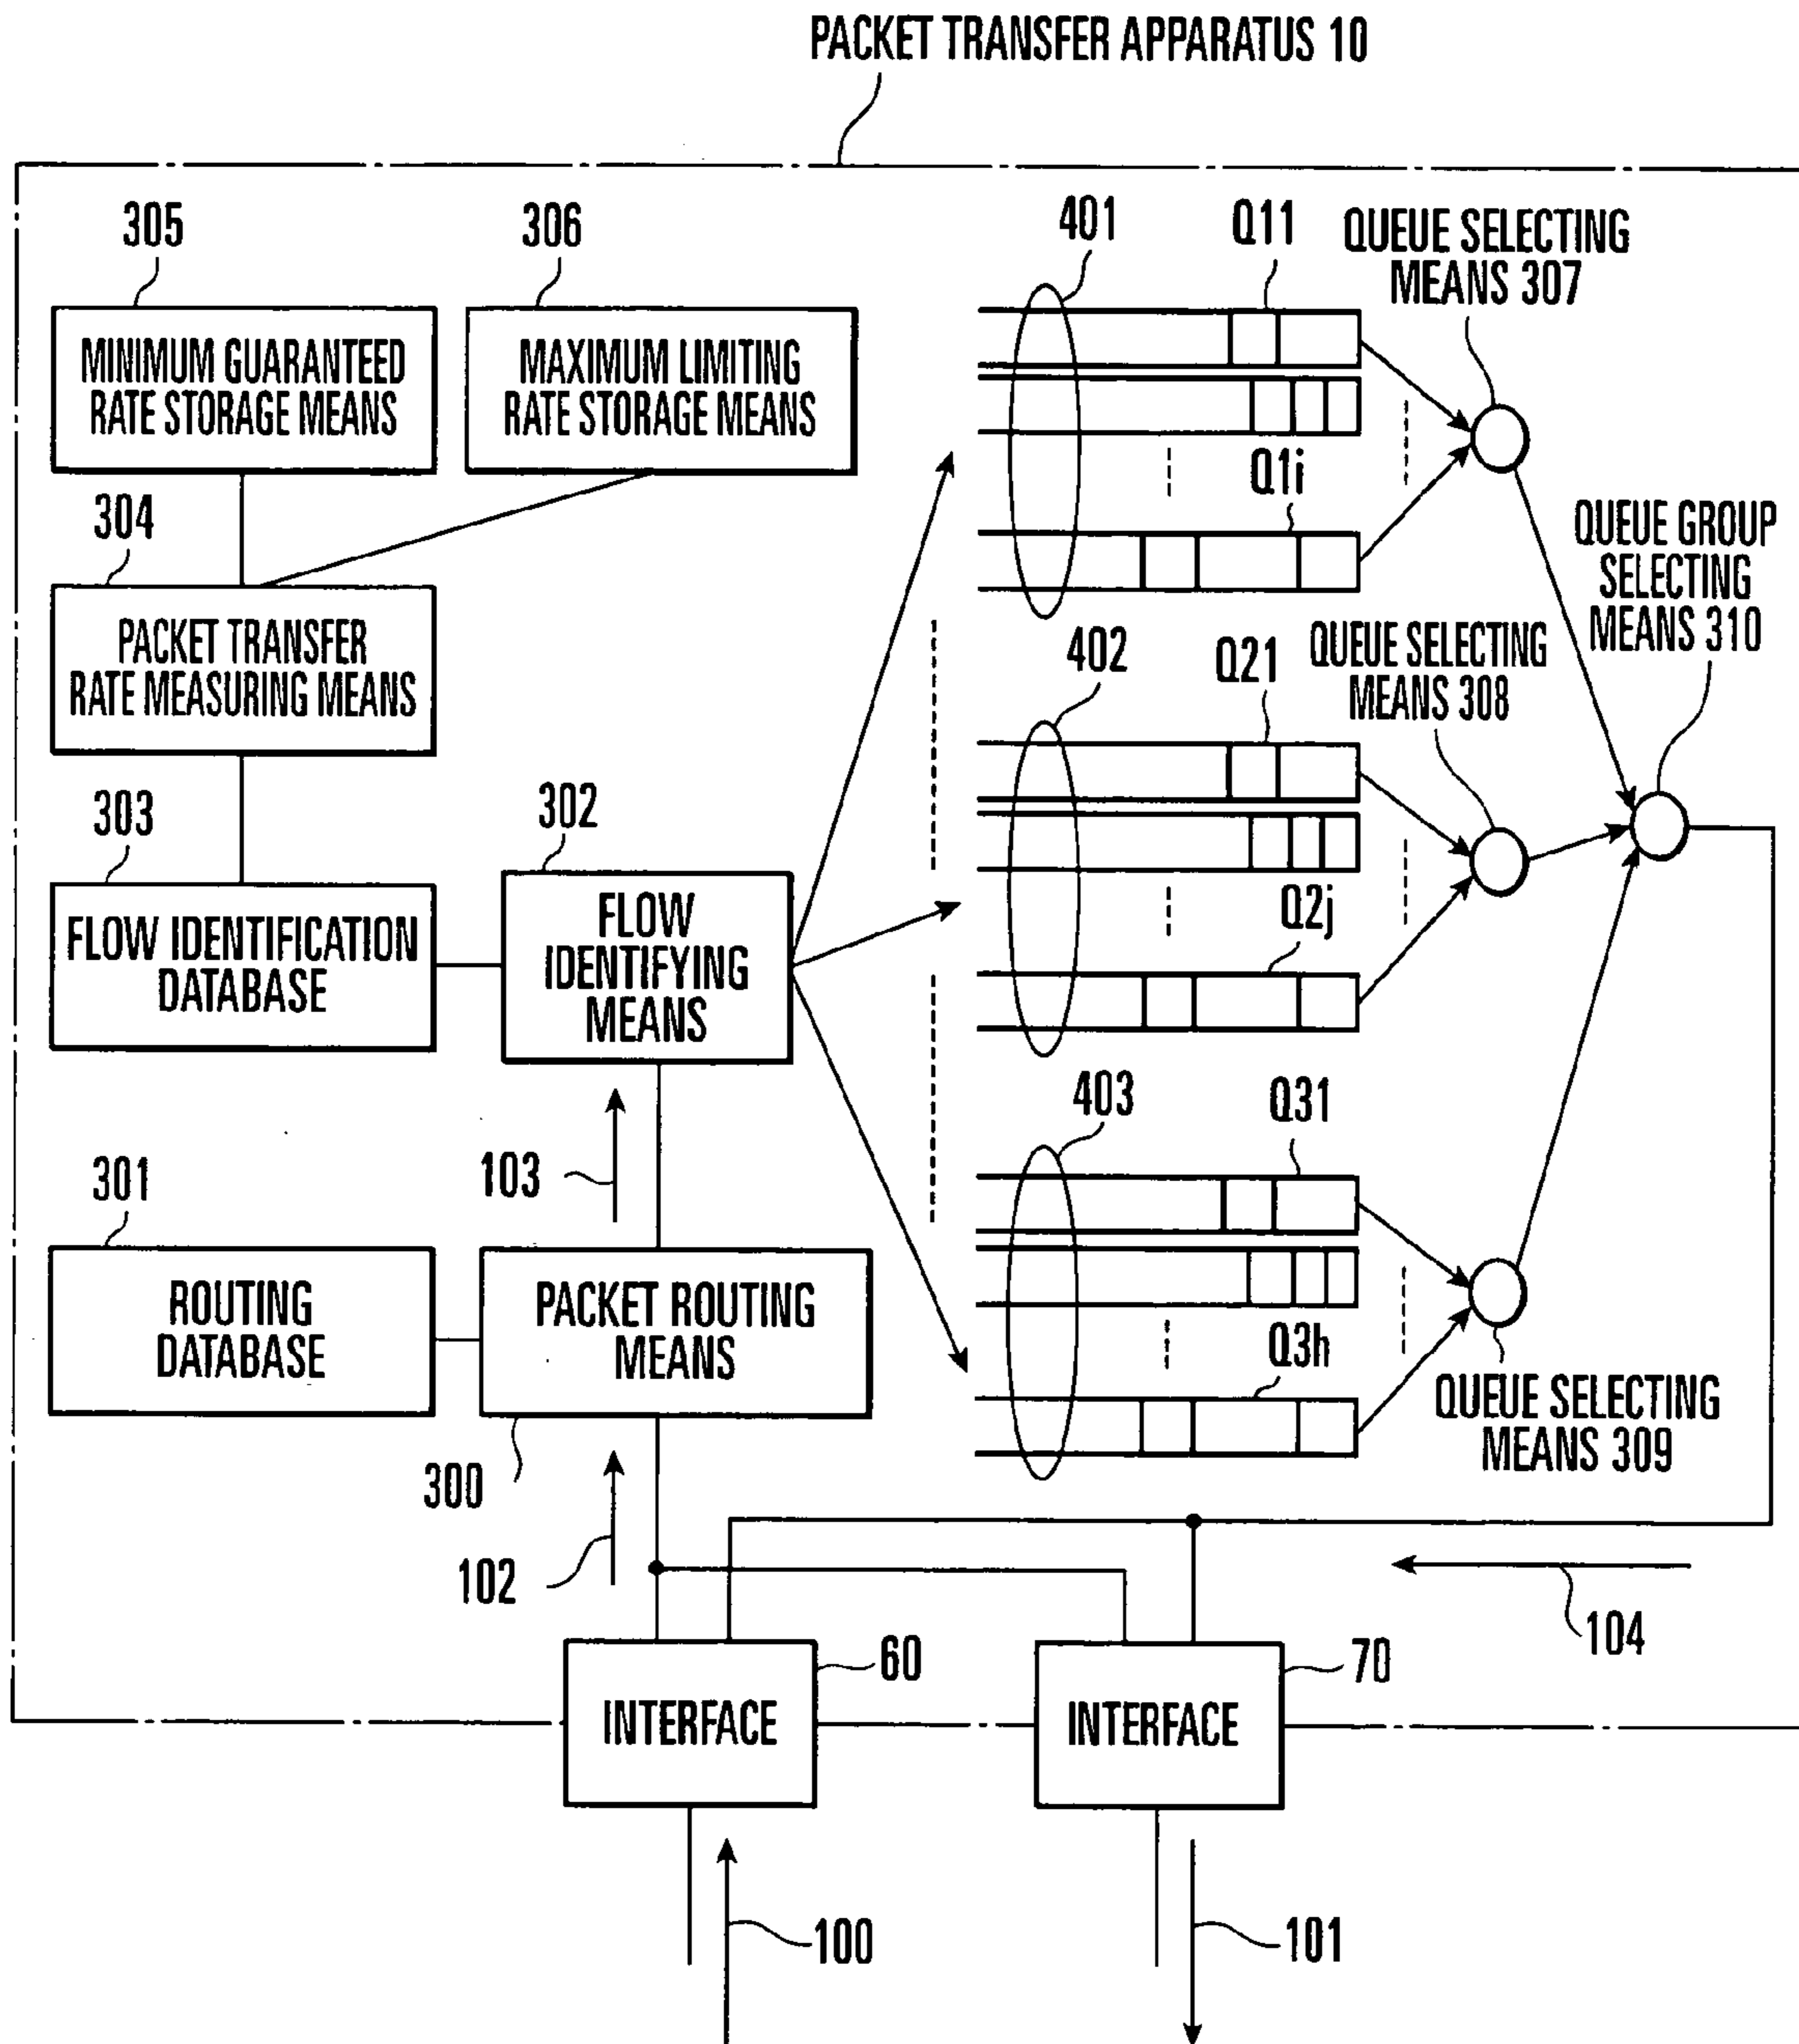 PACKET TRANSFER APPARATUS 10
305
306
401
Q11
QUEUE SELECTING
MEANS 307
MINIMUM GUARANTEED
RATE STORAGE MEANS
MAXIMUM LIMITING
RATE STORAGE MEANS
Q1i
304
QUEUE GROUP
SELECTING
MEANS 310
PACKET TRANSFER
RATE MEASURING MEANS
402
Q21
QUEUE SELECTING
MEANS 308
303
302
FLOW IDENTIFICATION
DATABASE
FLOW
IDENTIFYING
MEANS
Q2j
403
Q31
103
301
ROUTING
DATABASE
PACKET ROUTING
MEANS
Q3h
QUEUE SELECTING
MEANS 309
300
102
104
60
70
INTERFACE
INTERFACE
100
101